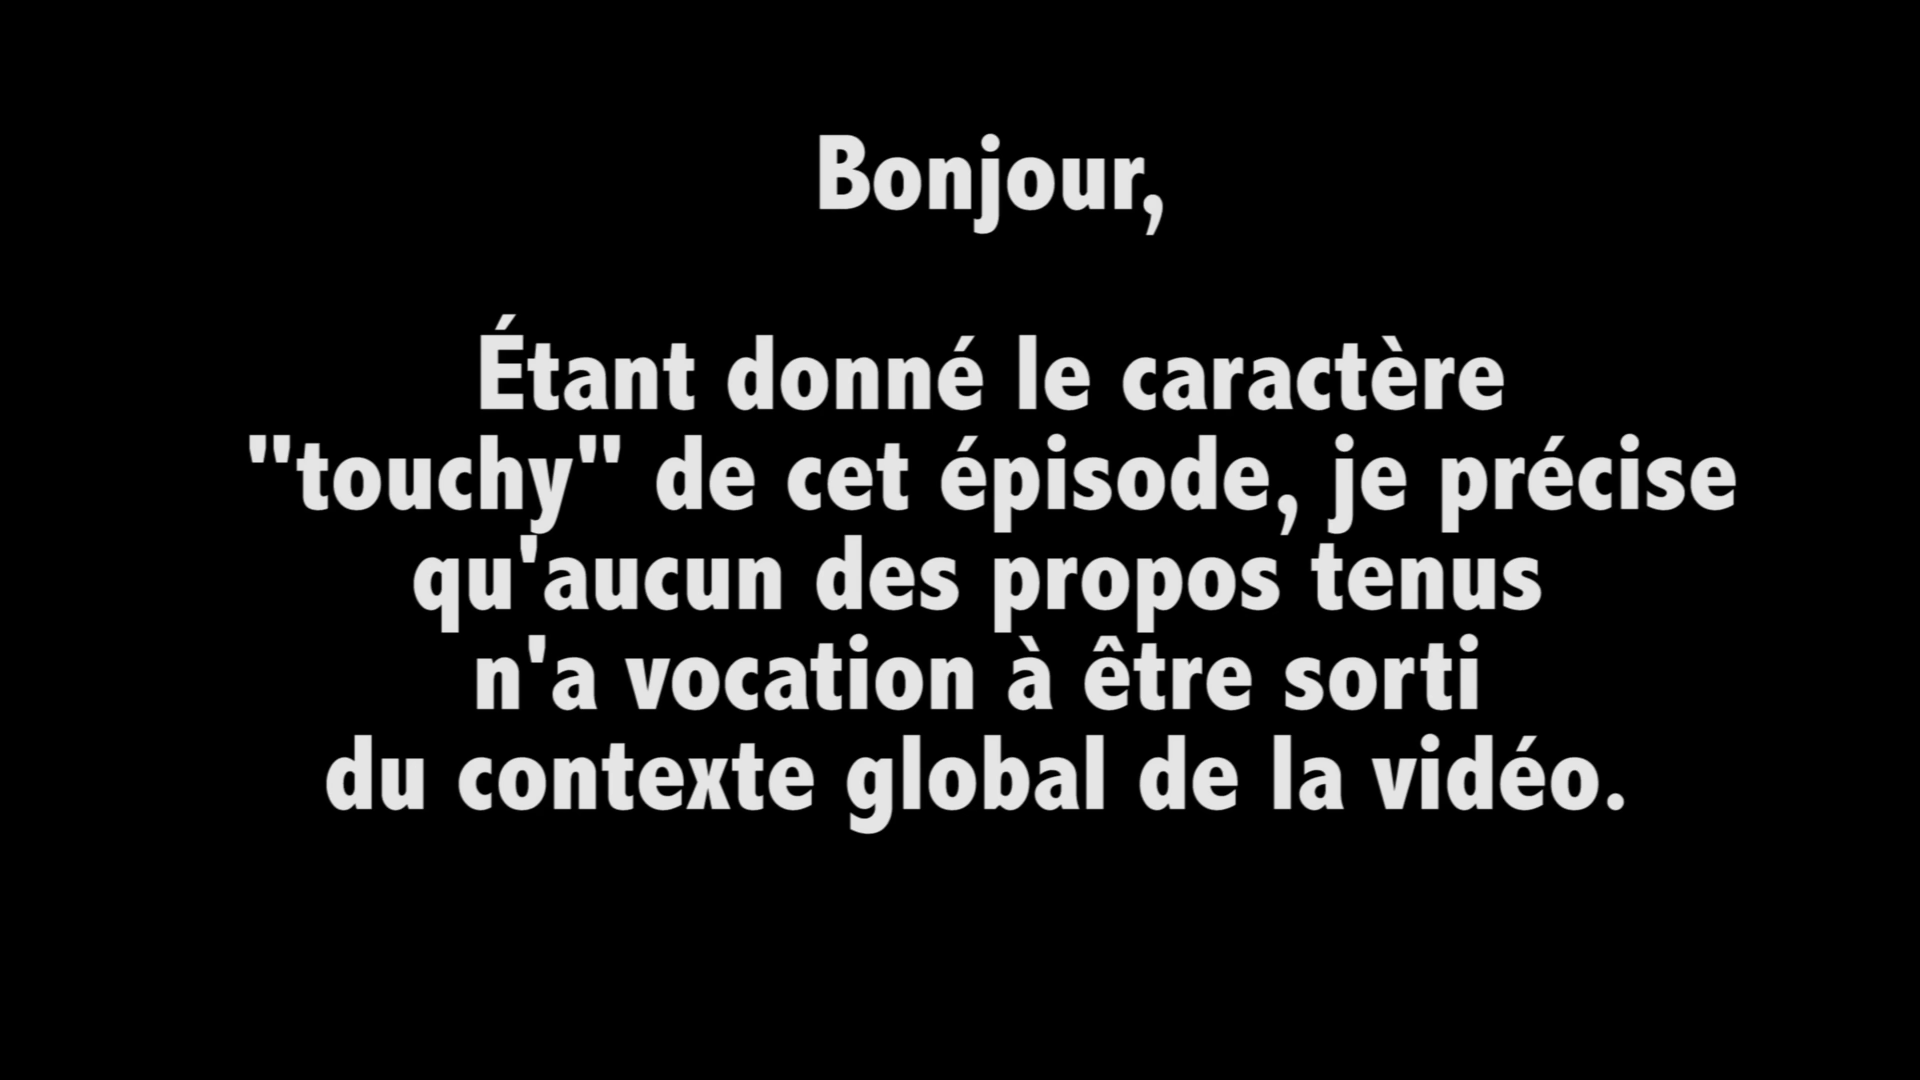 Bonjour,
Étant donné le caractère
"touchy" de cet épisode, je précise
qu'aucun des propos tenus
n'a vocation à être sorti
du contexte global de la vidéo.